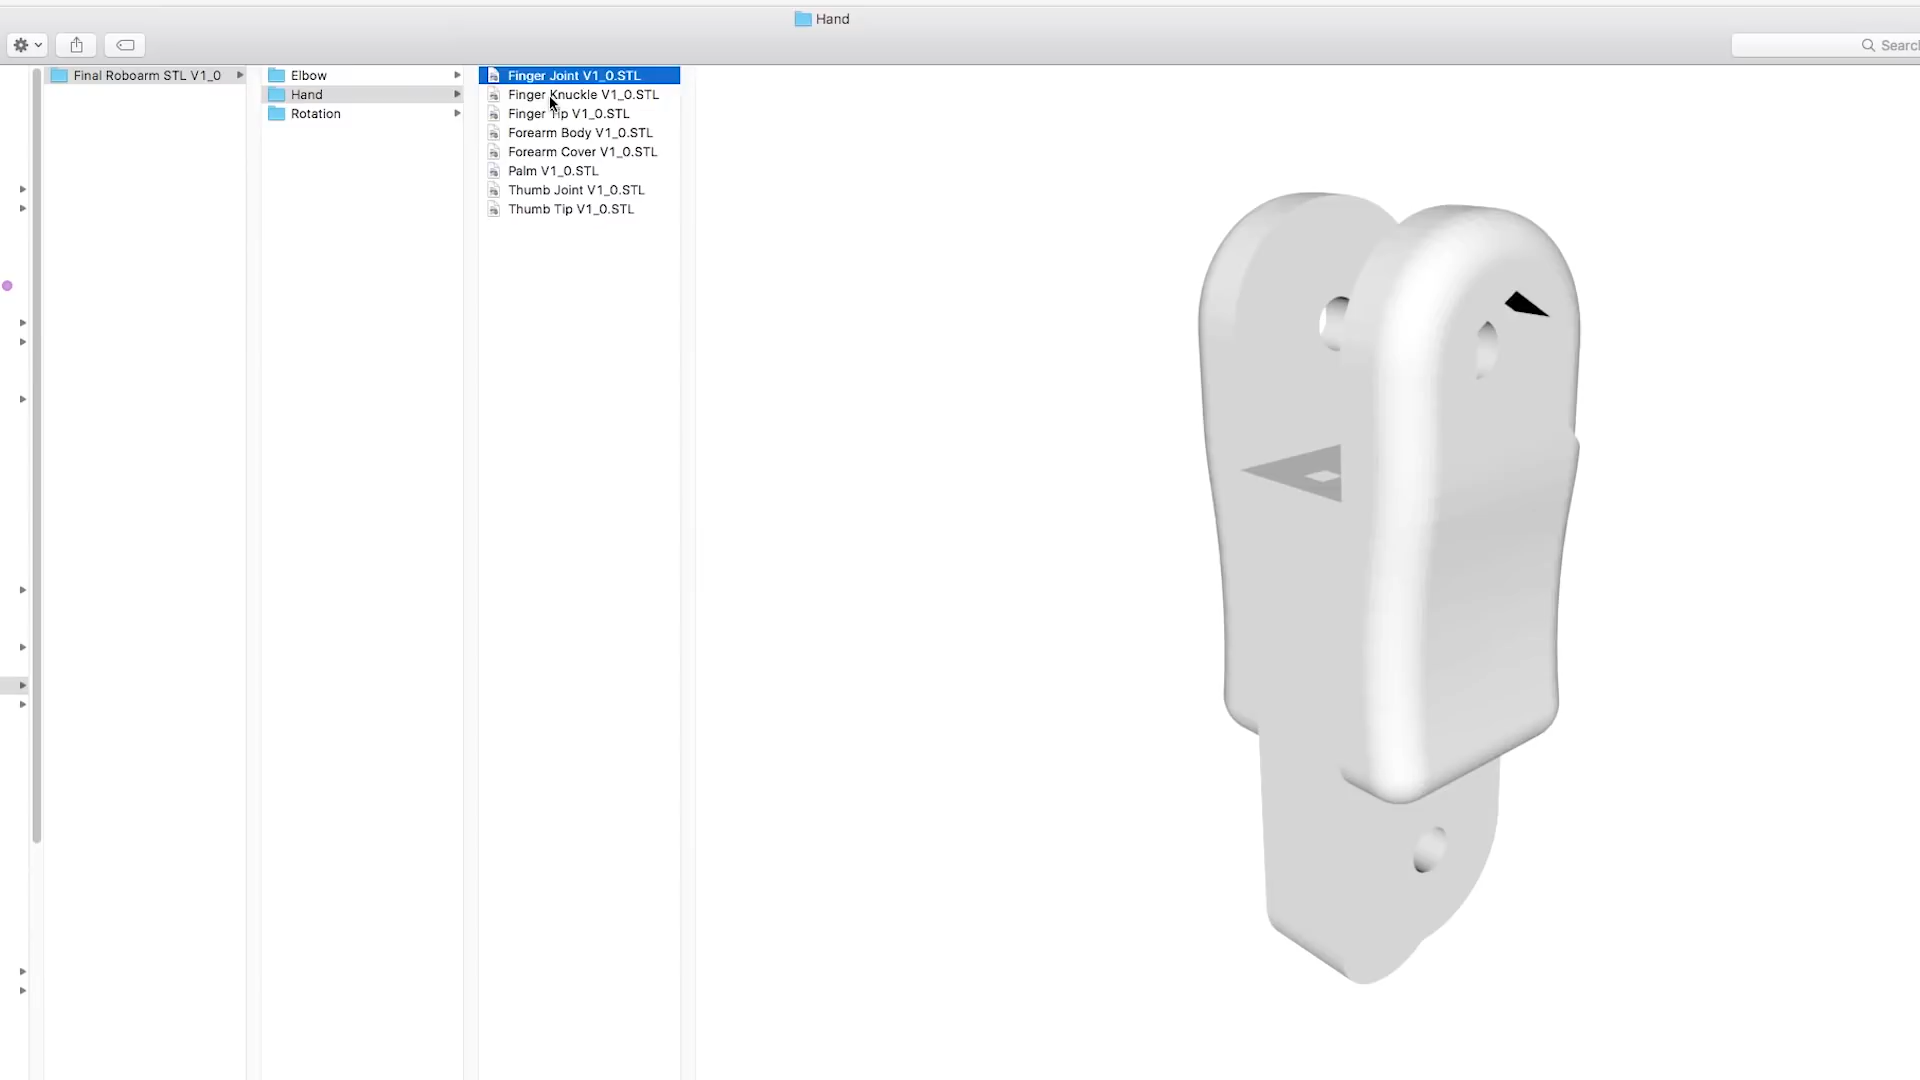 Hand
Search
Final Roboarm STL V1_0
Elbow
Hand
Rotation
Finger Joint V1_0.STL
Finger Knuckle V1_0.STL
Finger Tip V1_0.STL
Forearm Body V1_0.STL
Forearm Cover V1_0.STL
Palm V1_0.STL
Thumb Joint V1_0.STL
Thumb Tip V1_0.STL